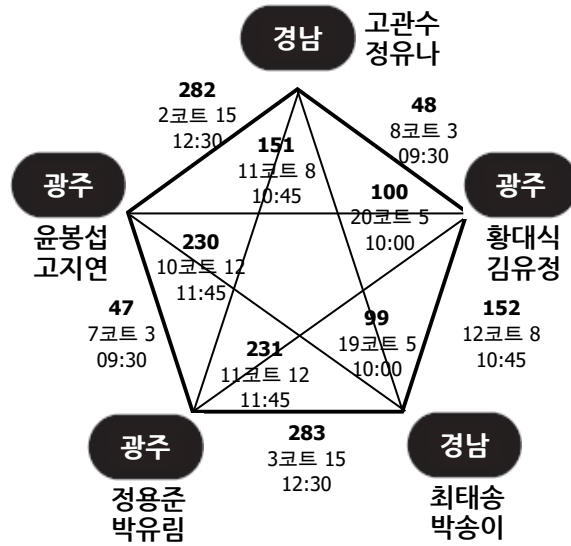 경남
고관수
정유나
282
2코트 15
12:30
48
8코트 3
09:30
151
11코트 8
10:45
광주
윤봉섭
고지연
100
20코트 5
10:00
광주
황대식
김유정
230
10코트 12
11:45
47
7코트 3
09:30
99
19코트 5
10:00
152
12코트 8
10:45
231
11코트 12
11:45
광주
정용준
박유림
283
3코트 15
12:30
경남
최태송
박송이